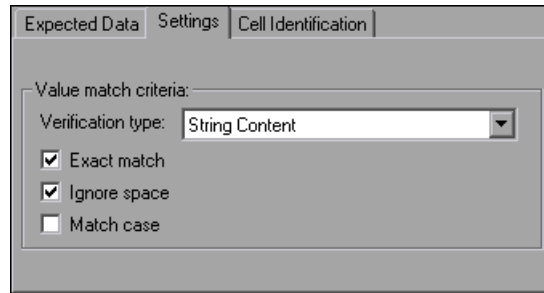 Expected Data Settings Cell Identification
Value match criteria:
Verification type: String Content
Exact match
Ignore space
Match case